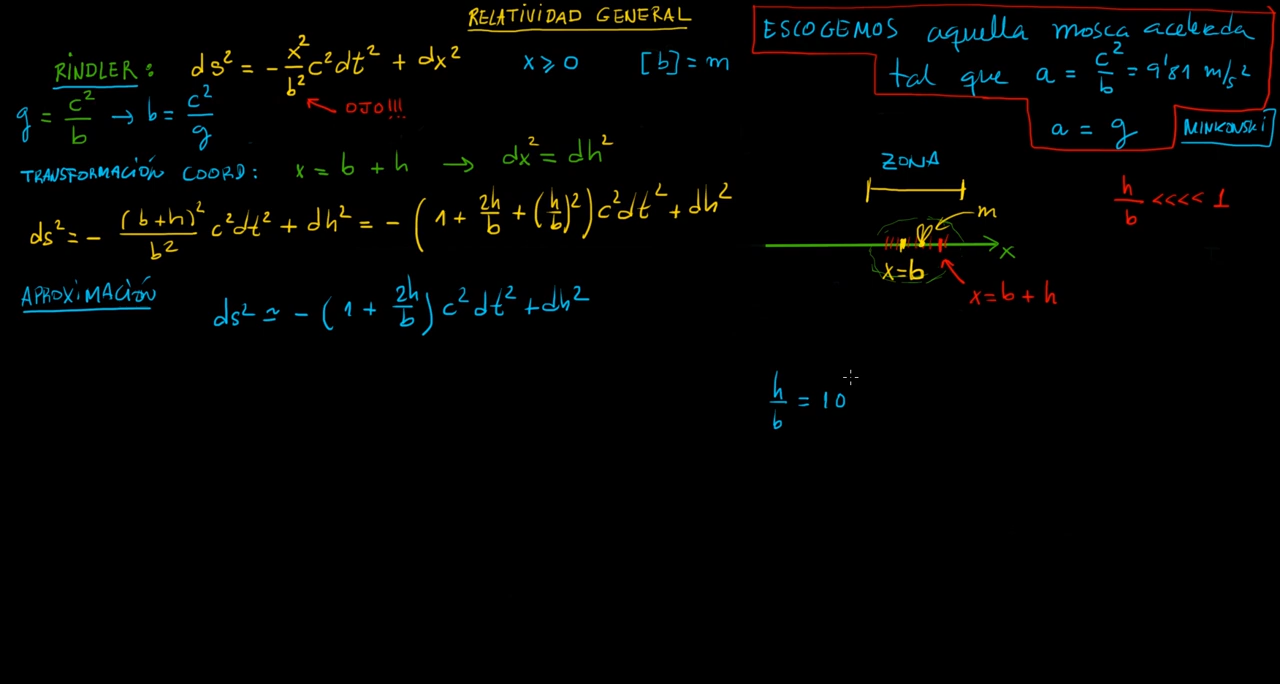 RELATIVIDAD GENERAL
RINDLER: ds² = - x²/b² c²dt² + dx²   x ⩾ 0   [b] = m
OJO!!!
g = c²/b → b = c²/g
TRANSFORMACIÓN COORD: x = b + h → dx² = dh²
ds² = - (b+h)²/b² c²dt² + dh² = - (1 + 2h/b + (h/b)²) c²dt² + dh²
APROXIMACIÓN   ds² ≃ - (1 + 2h/b) c²dt² + dh²
ESCOGEMOS aquella mosca acelerada
tal que a = c²/b = 9'81 m/s²
a = g   MINKOWSKI
ZONA
h/b <<<< 1
m
x
x=b
x=b+h
h/b = 10